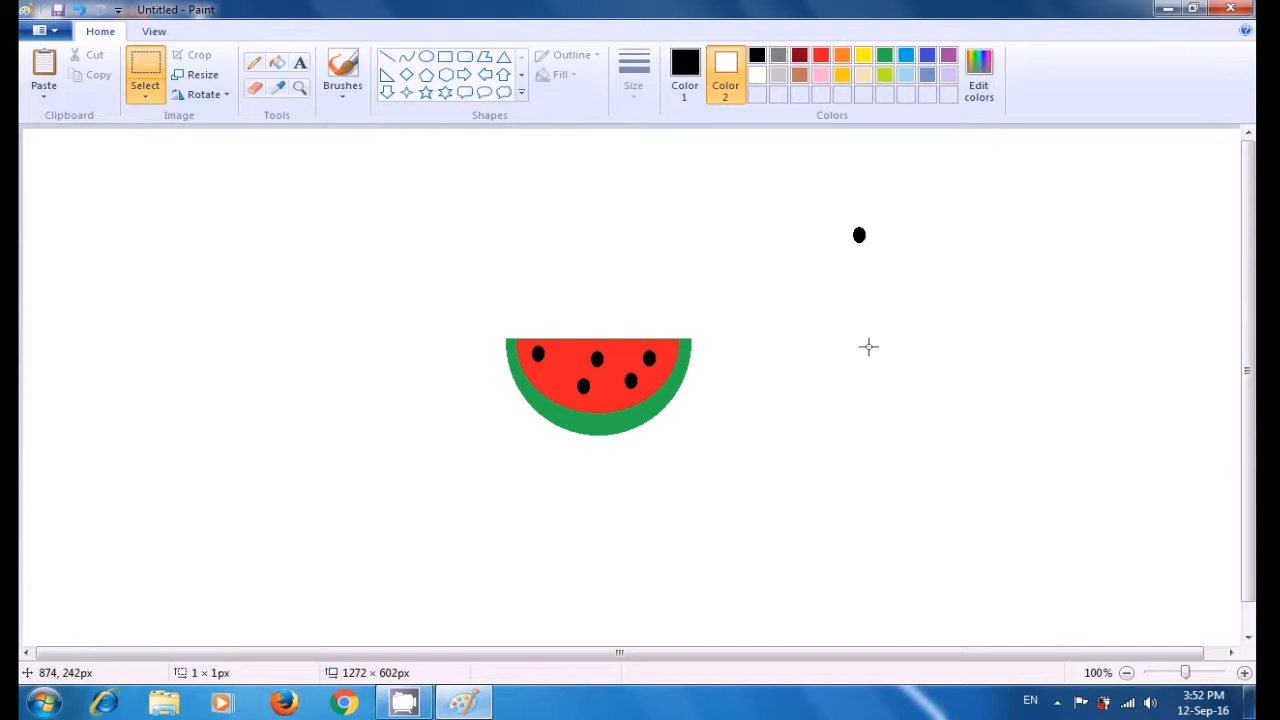 Untitled - Paint
Home View
Paste
Cut
Copy
Clipboard
Select
Crop
Resize
Rotate
Image
A
Tools
Brushes
Shapes
Outline
Fill
Size
Color 1
Color 2
Colors
Edit colors
874, 242px
1 × 1px
1272 × 602px
100%
EN
3:52 PM
12-Sep-16